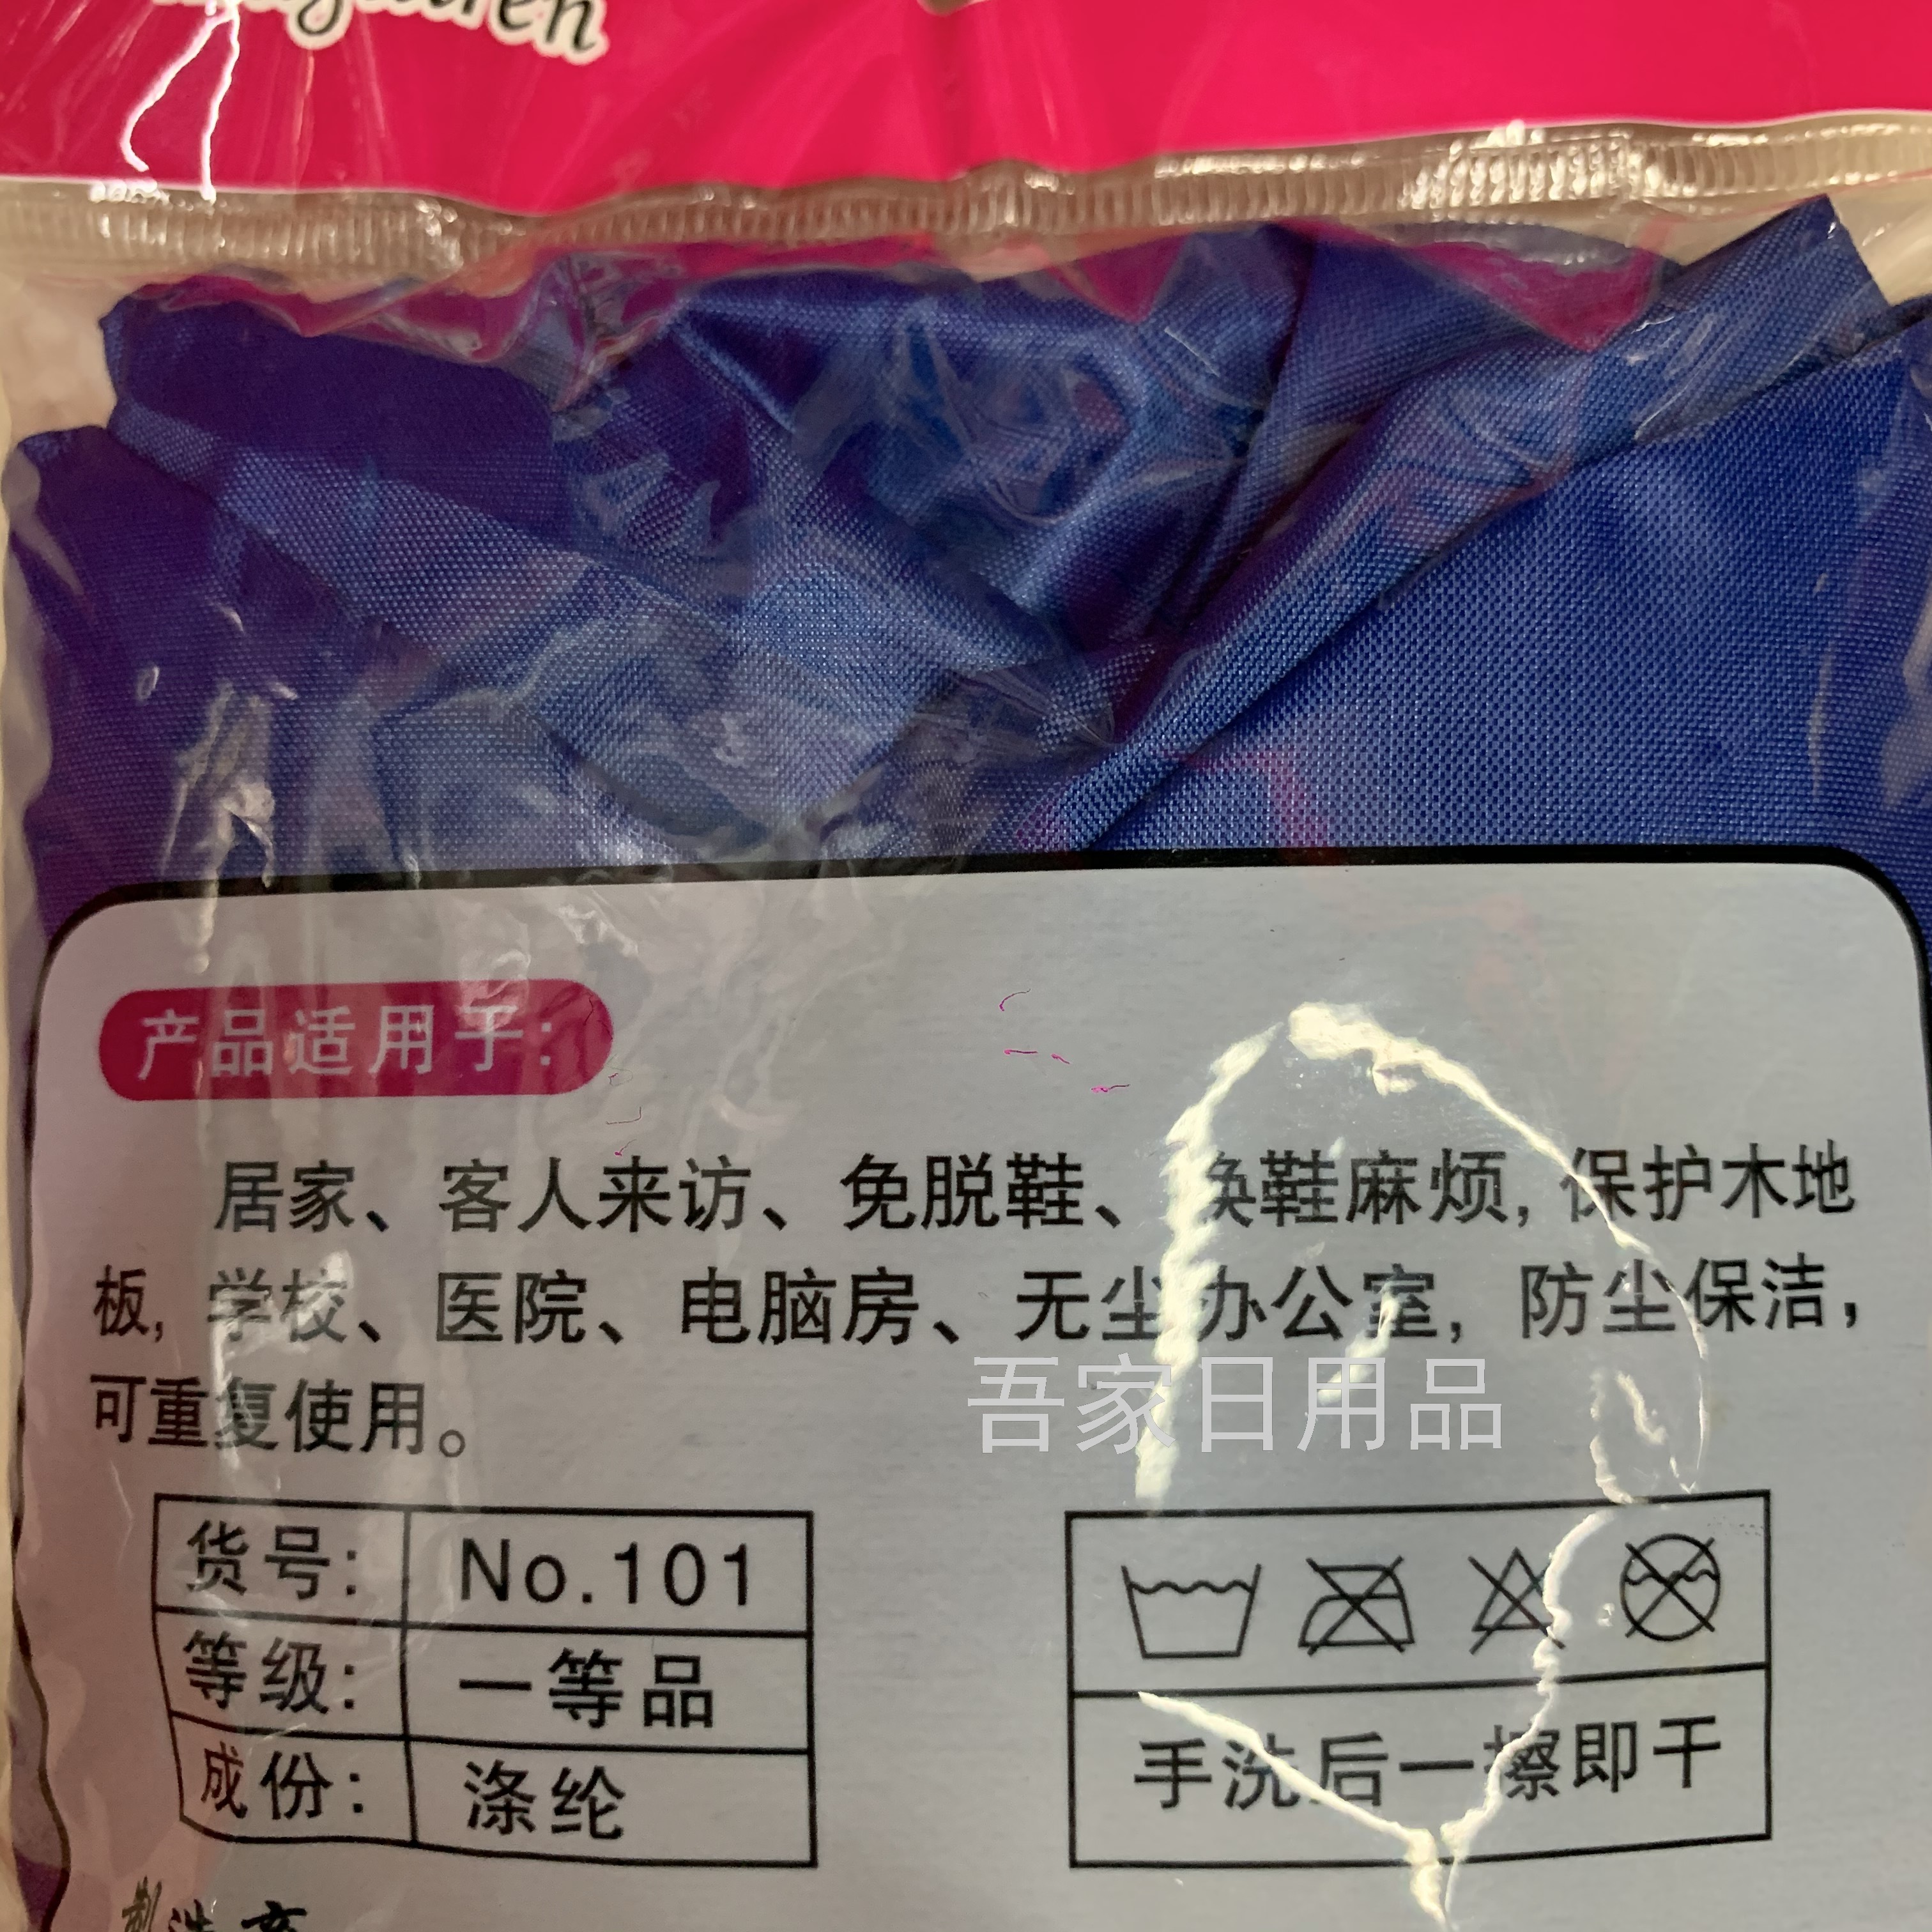 产品适用于:
居家、客人来访、免脱鞋、换鞋麻烦,保护木地
板,学校、医院、电脑房、无尘办公室,防尘保洁,
可重复使用。
吾家日用品
货号: No.101
等级: 一等品
成份: 涤纶
手洗后一擦即干